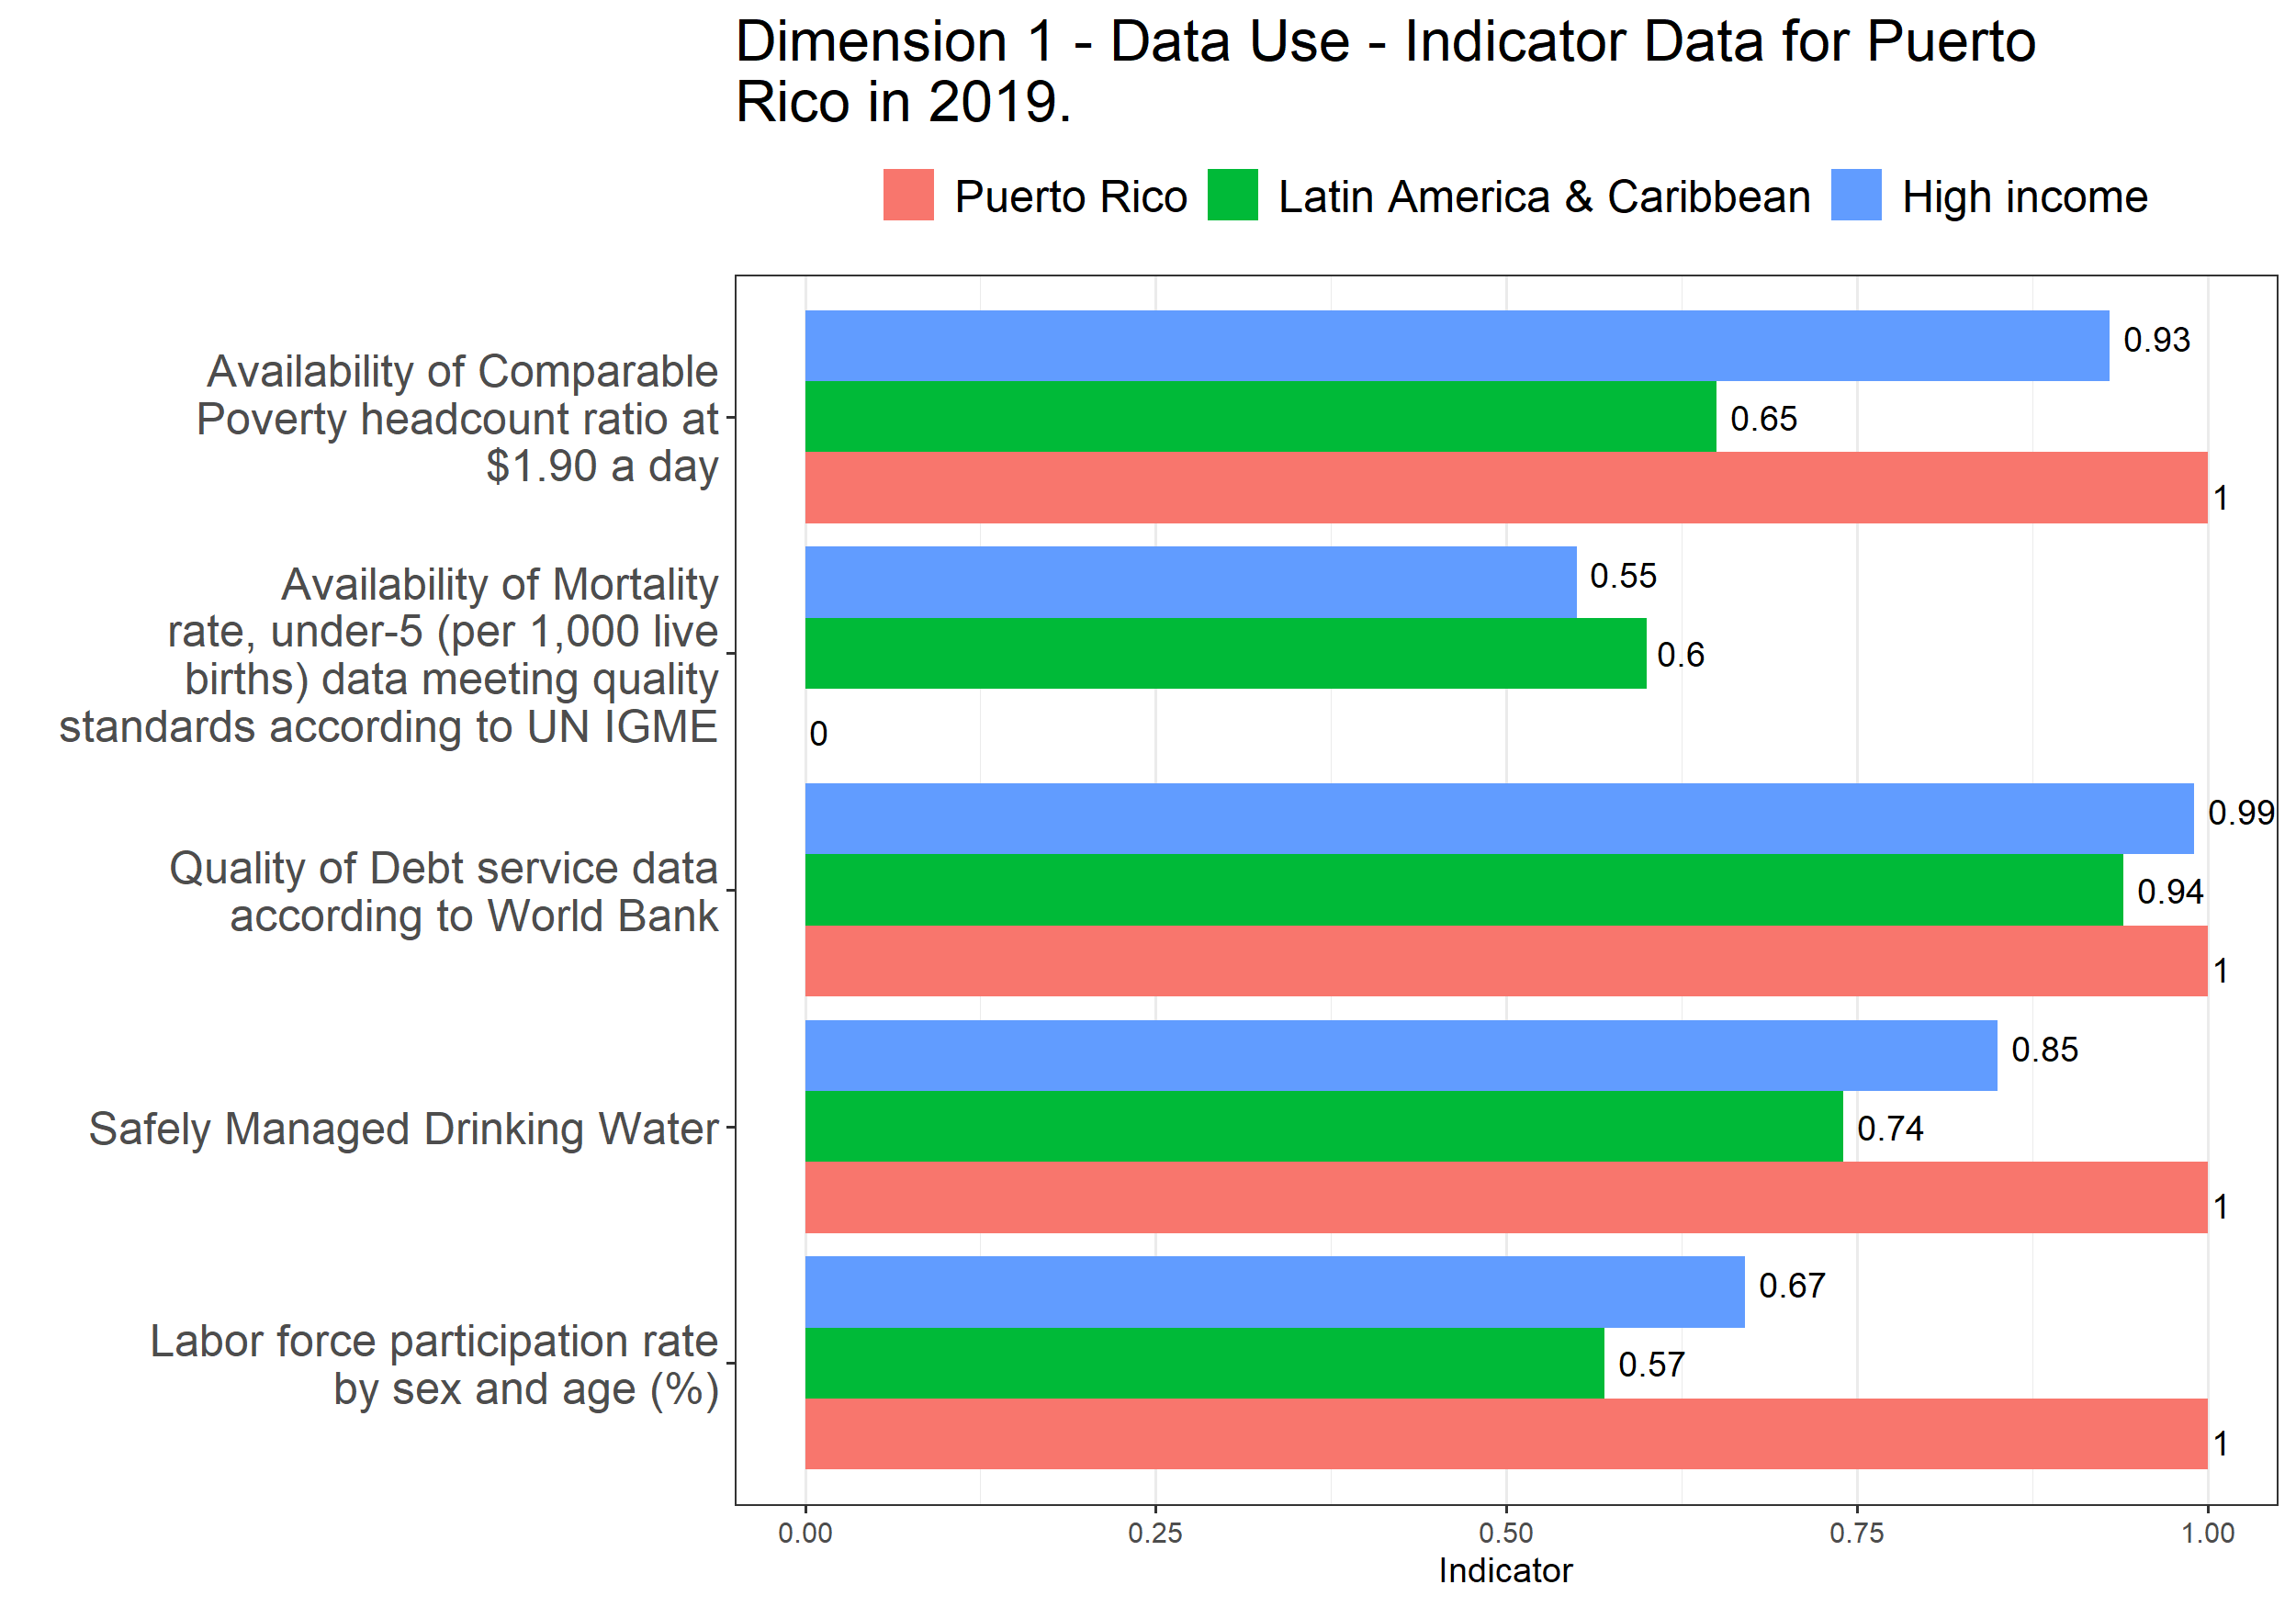 Dimension 1 - Data Use - Indicator Data for Puerto
Rico in 2019.
Puerto Rico
Latin America & Caribbean
High income
Availability of Comparable
Poverty headcount ratio at
$1.90 a day
0.93
0.65
1
Availability of Mortality
rate, under-5 (per 1,000 live
births) data meeting quality
standards according to UN IGME
0.55
0.6
0
Quality of Debt service data
according to World Bank
0.99
0.94
1
Safely Managed Drinking Water
0.85
0.74
1
Labor force participation rate
by sex and age (%)
0.67
0.57
1
0.00
0.25
0.50
0.75
1.00
Indicator